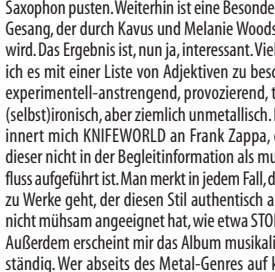 Saxophon pusten. Weiterhin ist eine Besonde
Gesang, der durch Kavus und Melanie Woods
wird. Das Ergebnis ist, nun ja, interessant. Vie
ich es mit einer Liste von Adjektiven zu bes
experimentell-anstrengend, provozierend, t
(selbst)ironisch, aber ziemlich unmetallisch.
innert mich KNIFEWORLD an Frank Zappa,
dieser nicht in der Begleitinformation als mu
fluss aufgeführt ist. Man merkt in jedem Fall, d
zu Werke geht, der diesen Stil authentisch a
nicht mühsam angeeignet hat, wie etwa STO
Außerdem erscheint mir das Album musikali
ständig. Wer abseits des Metal-Genres auf